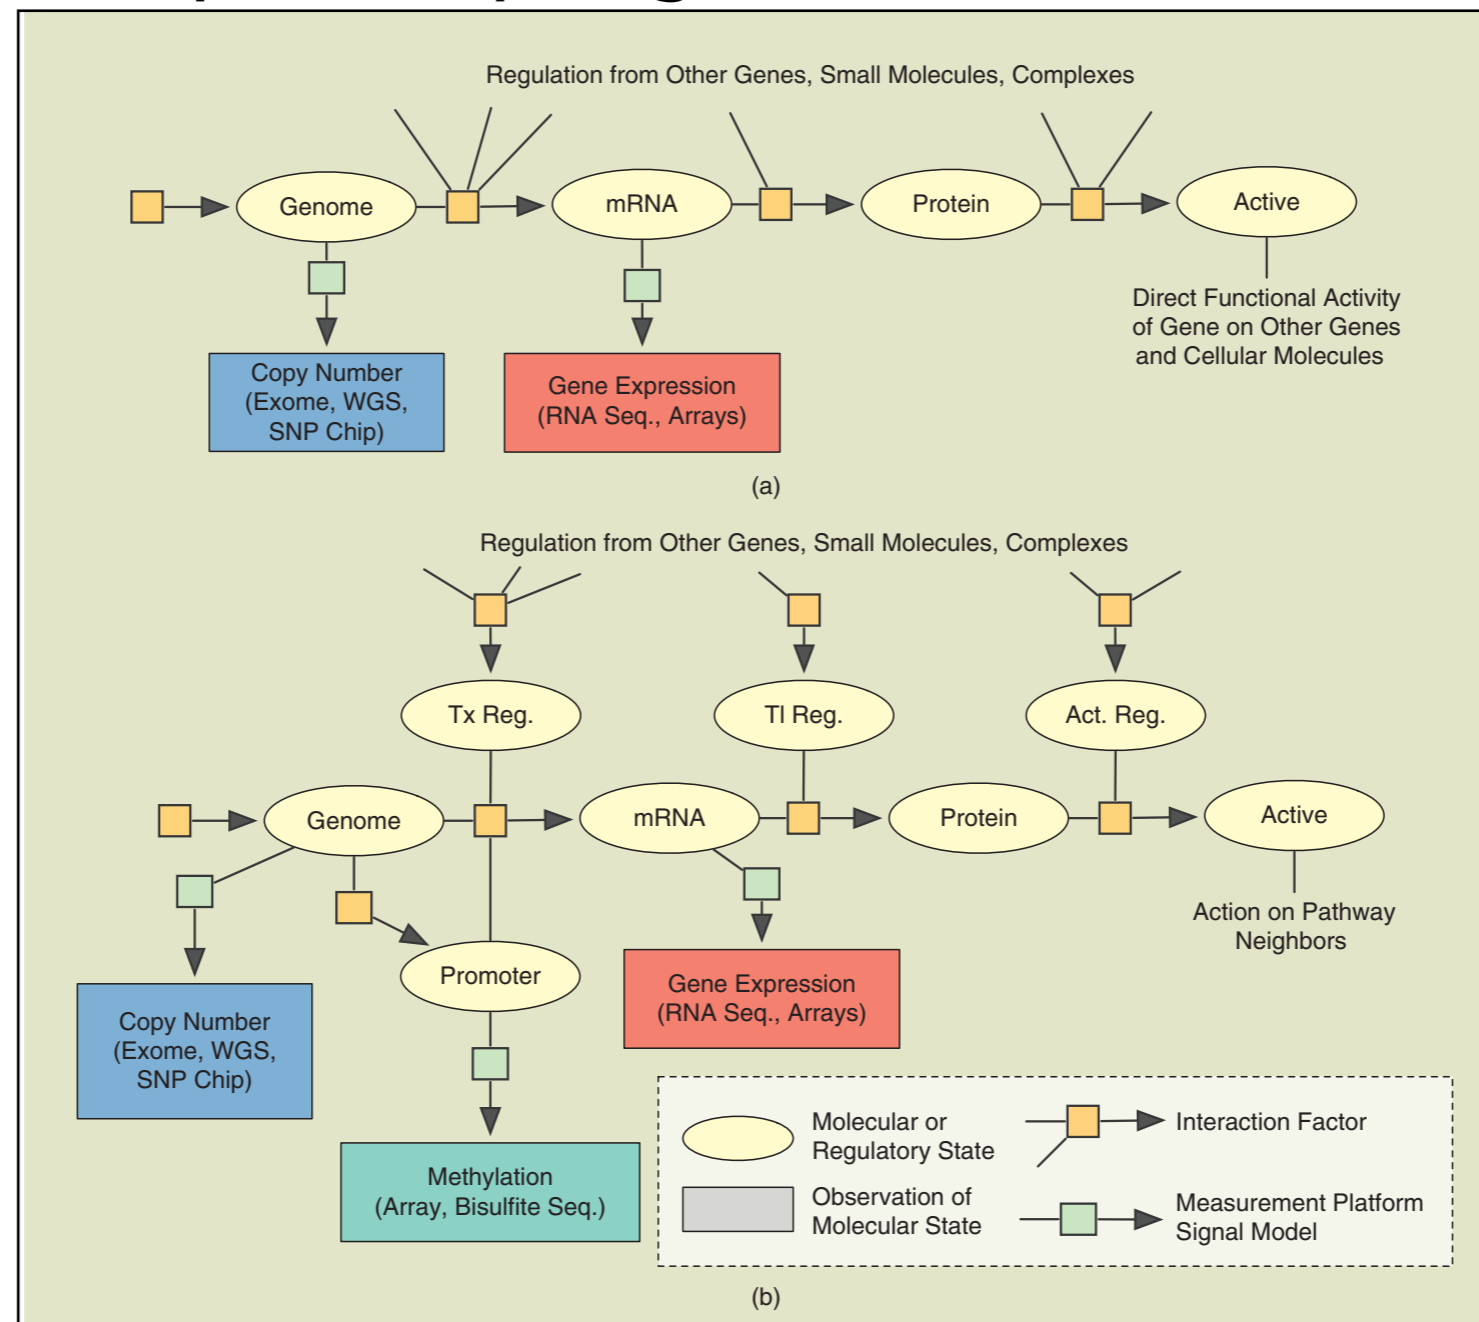 Regulation from Other Genes, Small Molecules, Complexes
Genome
mRNA
Protein
Active
Direct Functional Activity
of Gene on Other Genes
and Cellular Molecules
Copy Number
(Exome, WGS,
SNP Chip)
Gene Expression
(RNA Seq., Arrays)
(a)
Regulation from Other Genes, Small Molecules, Complexes
Tx Reg.
Tl Reg.
Act. Reg.
Genome
mRNA
Protein
Active
Action on Pathway
Neighbors
Promoter
Gene Expression
(RNA Seq., Arrays)
Copy Number
(Exome, WGS,
SNP Chip)
Methylation
(Array, Bisulfite Seq.)
Molecular or
Regulatory State
Interaction Factor
Observation of
Molecular State
Measurement Platform
Signal Model
(b)